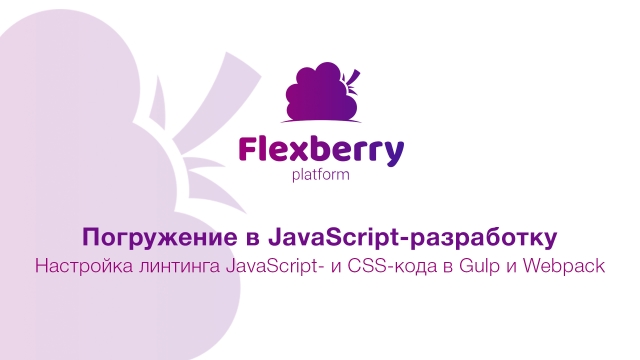 Flexberry
platform
Погружение в JavaScript-разработку
Настройка линтинга JavaScript- и CSS-кода в Gulp и Webpack